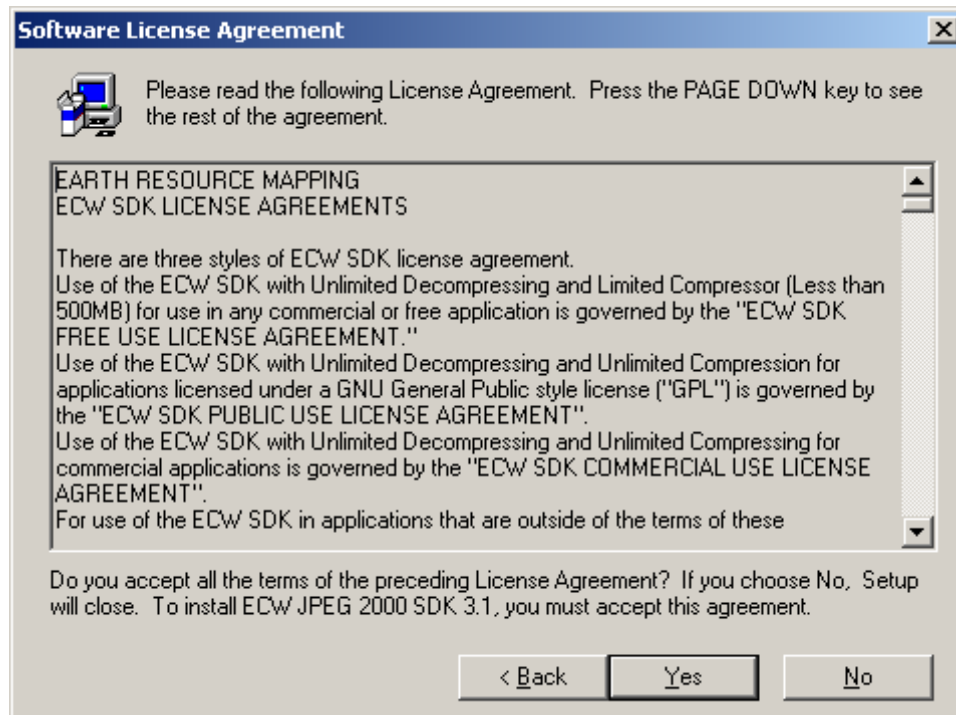 Software License Agreement
Please read the following License Agreement.  Press the PAGE DOWN key to see
the rest of the agreement.
EARTH RESOURCE MAPPING
ECW SDK LICENSE AGREEMENTS
There are three styles of ECW SDK license agreement.
Use of the ECW SDK with Unlimited Decompressing and Limited Compressor (Less than
500MB) for use in any commercial or free application is governed by the "ECW SDK
FREE USE LICENSE AGREEMENT."
Use of the ECW SDK with Unlimited Decompressing and Unlimited Compression for
applications licensed under a GNU General Public style license ("GPL") is governed by
the "ECW SDK PUBLIC USE LICENSE AGREEMENT".
Use of the ECW SDK with Unlimited Decompressing and Unlimited Compressing for
commercial applications is governed by the "ECW SDK COMMERCIAL USE LICENSE
AGREEMENT".
For use of the ECW SDK in applications that are outside of the terms of these
Do you accept all the terms of the preceding License Agreement?  If you choose No,  Setup
will close.  To install ECW JPEG 2000 SDK 3.1, you must accept this agreement.
< Back
Yes
No